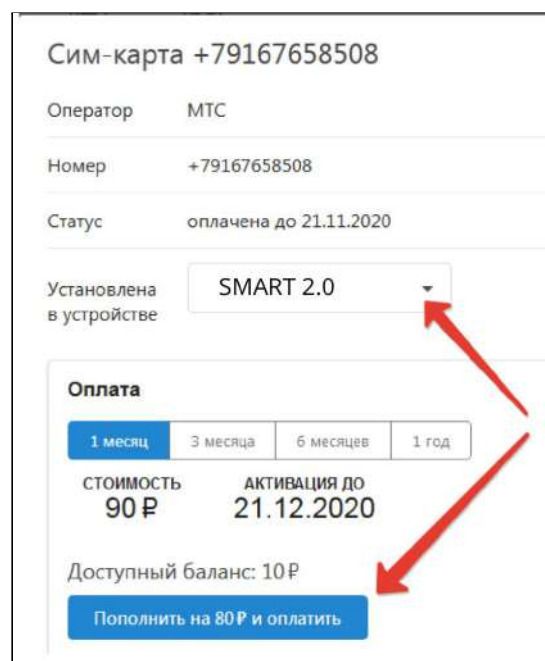 Сим-карта +79167658508
Оператор МТС
Номер +79167658508
Статус оплачена до 21.11.2020
Установлена
в устройстве SMART 2.0
Оплата
1 месяц 3 месяца 6 месяцев 1 год
СТОИМОСТЬ АКТИВАЦИЯ ДО
90 ₽ 21.12.2020
Доступный баланс: 10 ₽
Пополнить на 80 ₽ и оплатить